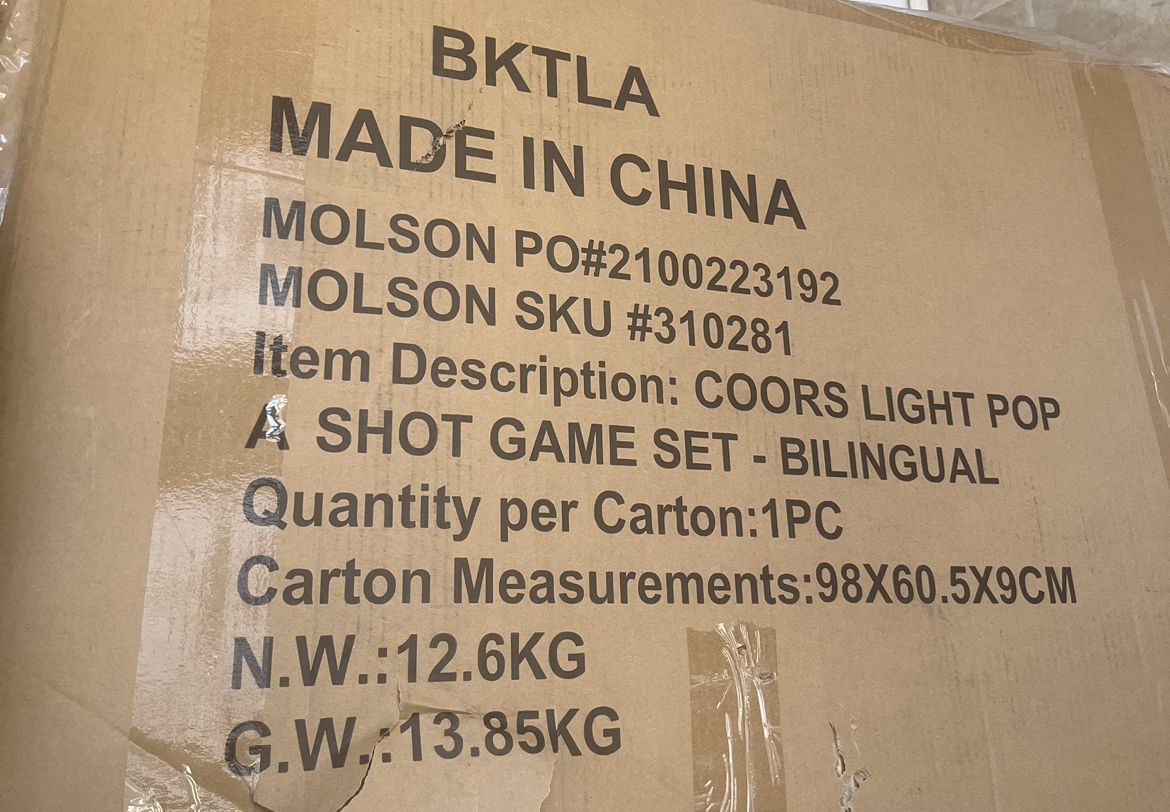 BKTLA
MADE IN CHINA
MOLSON PO#2100223192
MOLSON SKU #310281
Item Description: COORS LIGHT POP
A SHOT GAME SET - BILINGUAL
Quantity per Carton:1PC
Carton Measurements:98X60.5X9CM
N.W.:12.6KG
G.W.:13.85KG